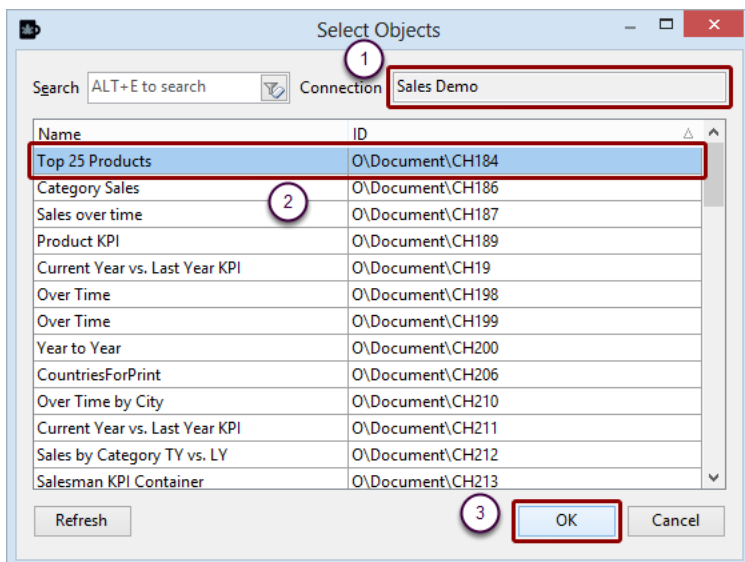 Select Objects
1
Search ALT+E to search Connection Sales Demo
Name ID
Top 25 Products O\Document\CH184
Category Sales O\Document\CH186
2
Sales over time O\Document\CH187
Product KPI O\Document\CH189
Current Year vs. Last Year KPI O\Document\CH19
Over Time O\Document\CH198
Over Time O\Document\CH199
Year to Year O\Document\CH200
CountriesForPrint O\Document\CH206
Over Time by City O\Document\CH210
Current Year vs. Last Year KPI O\Document\CH211
Sales by Category TY vs. LY O\Document\CH212
Salesman KPI Container O\Document\CH213
Refresh 3 OK Cancel